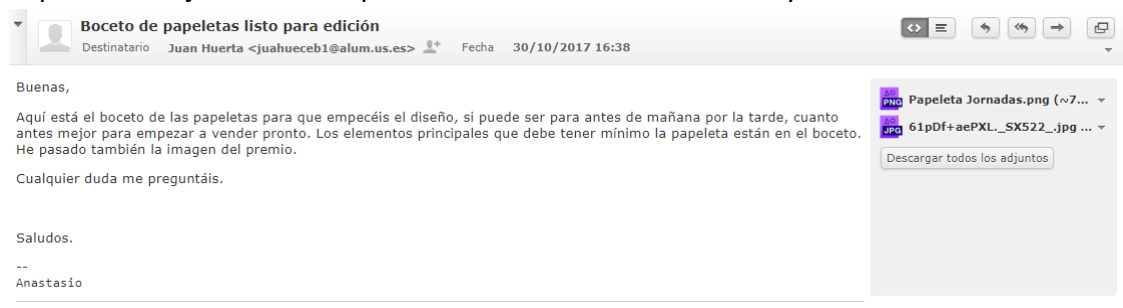 Boceto de papeletas listo para edición
Destinatario Juan Huerta <juahueceb1@alum.us.es> Fecha 30/10/2017 16:38
Buenas,
Aquí está el boceto de las papeletas para que empecéis el diseño, si puede ser para antes de mañana por la tarde, cuanto
antes mejor para empezar a vender pronto. Los elementos principales que debe tener mínimo la papeleta están en el boceto.
He pasado también la imagen del premio.
Cualquier duda me preguntáis.
Saludos.
--
Anastasio
PNG Papeleta Jornadas.png (~7...
JPG 61pDf+aePXL._SX522_.jpg ...
Descargar todos los adjuntos